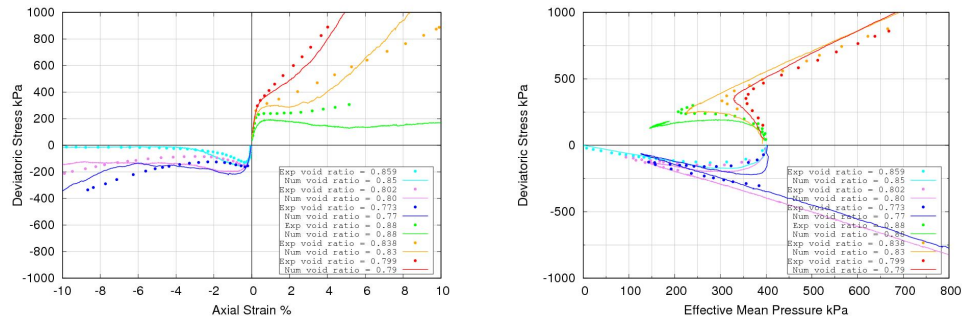 1000
800
600
400
200
0
-200
-400
-600
-800
-1000
-10 -8 -6 -4 -2 0 2 4 6 8 10
Deviatoric Stress kPa
Axial Strain %
Exp void ratio = 0.859
Num void ratio = 0.85
Exp void ratio = 0.802
Num void ratio = 0.80
Exp void ratio = 0.773
Num void ratio = 0.77
Exp void ratio = 0.88
Num void ratio = 0.88
Exp void ratio = 0.838
Num void ratio = 0.83
Exp void ratio = 0.799
Num void ratio = 0.79
1000
500
0
-500
-1000
0 100 200 300 400 500 600 700 800
Deviatoric Stress kPa
Effective Mean Pressure kPa
Exp void ratio = 0.859
Num void ratio = 0.85
Exp void ratio = 0.802
Num void ratio = 0.80
Exp void ratio = 0.773
Num void ratio = 0.77
Exp void ratio = 0.88
Num void ratio = 0.88
Exp void ratio = 0.838
Num void ratio = 0.83
Exp void ratio = 0.799
Num void ratio = 0.79